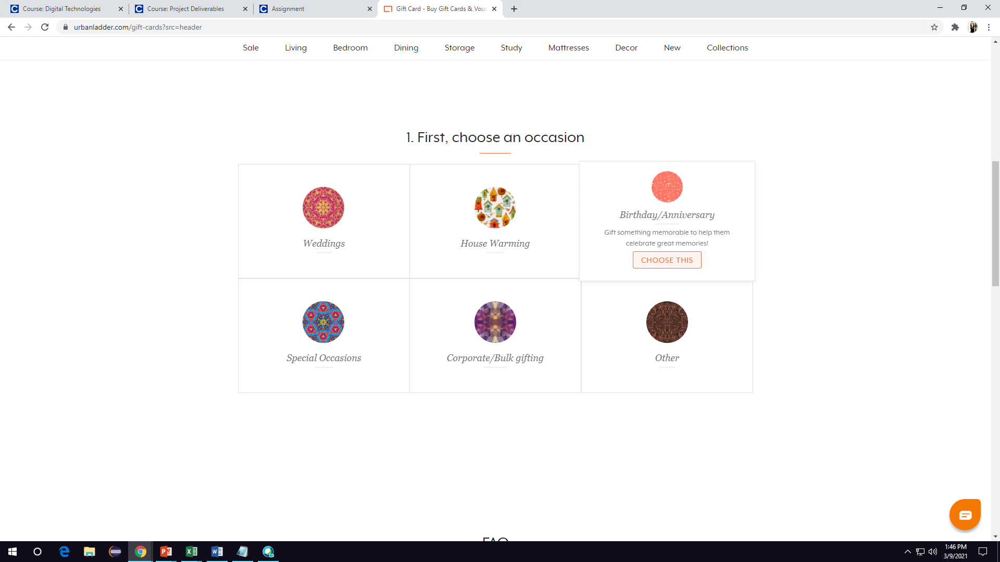 Course: Digital Technologies
Course: Project Deliverables
Assignment
Gift Card - Buy Gift Cards & Vouc
urbanladder.com/gift-cards?src=header
Sale Living Bedroom Dining Storage Study Mattresses Decor New Collections
1. First, choose an occasion
Weddings
House Warming
Birthday/Anniversary
Gift something memorable to help them
celebrate great memories!
CHOOSE THIS
Special Occasions
Corporate/Bulk gifting
Other
FAQ
1:46 PM
3/9/2021